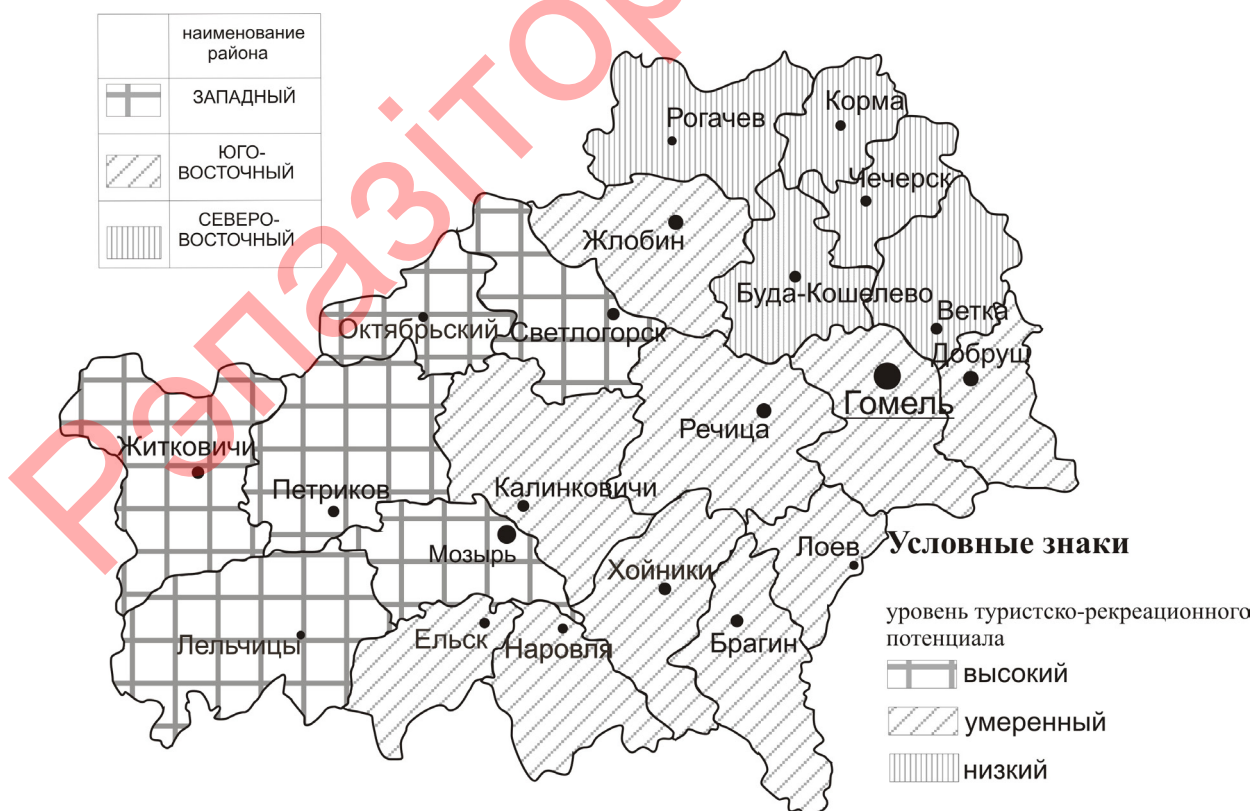 наименование
района
ЗАПАДНЫЙ
ЮГО-
ВОСТОЧНЫЙ
СЕВЕРО-
ВОСТОЧНЫЙ
Рэпазітор
Рогачев
Корма
Чечерск
Жлобин
Буда-Кошелево
Ветка
Октябрьский
Светлогорск
Добруш
Гомель
Речица
Житковичи
Петриков
Калинковичи
Мозырь
Хойники
Лоев
Лельчицы
Ельск
Наровля
Брагин
Условные знаки
уровень туристско-рекреационного
потенциала
высокий
умеренный
низкий